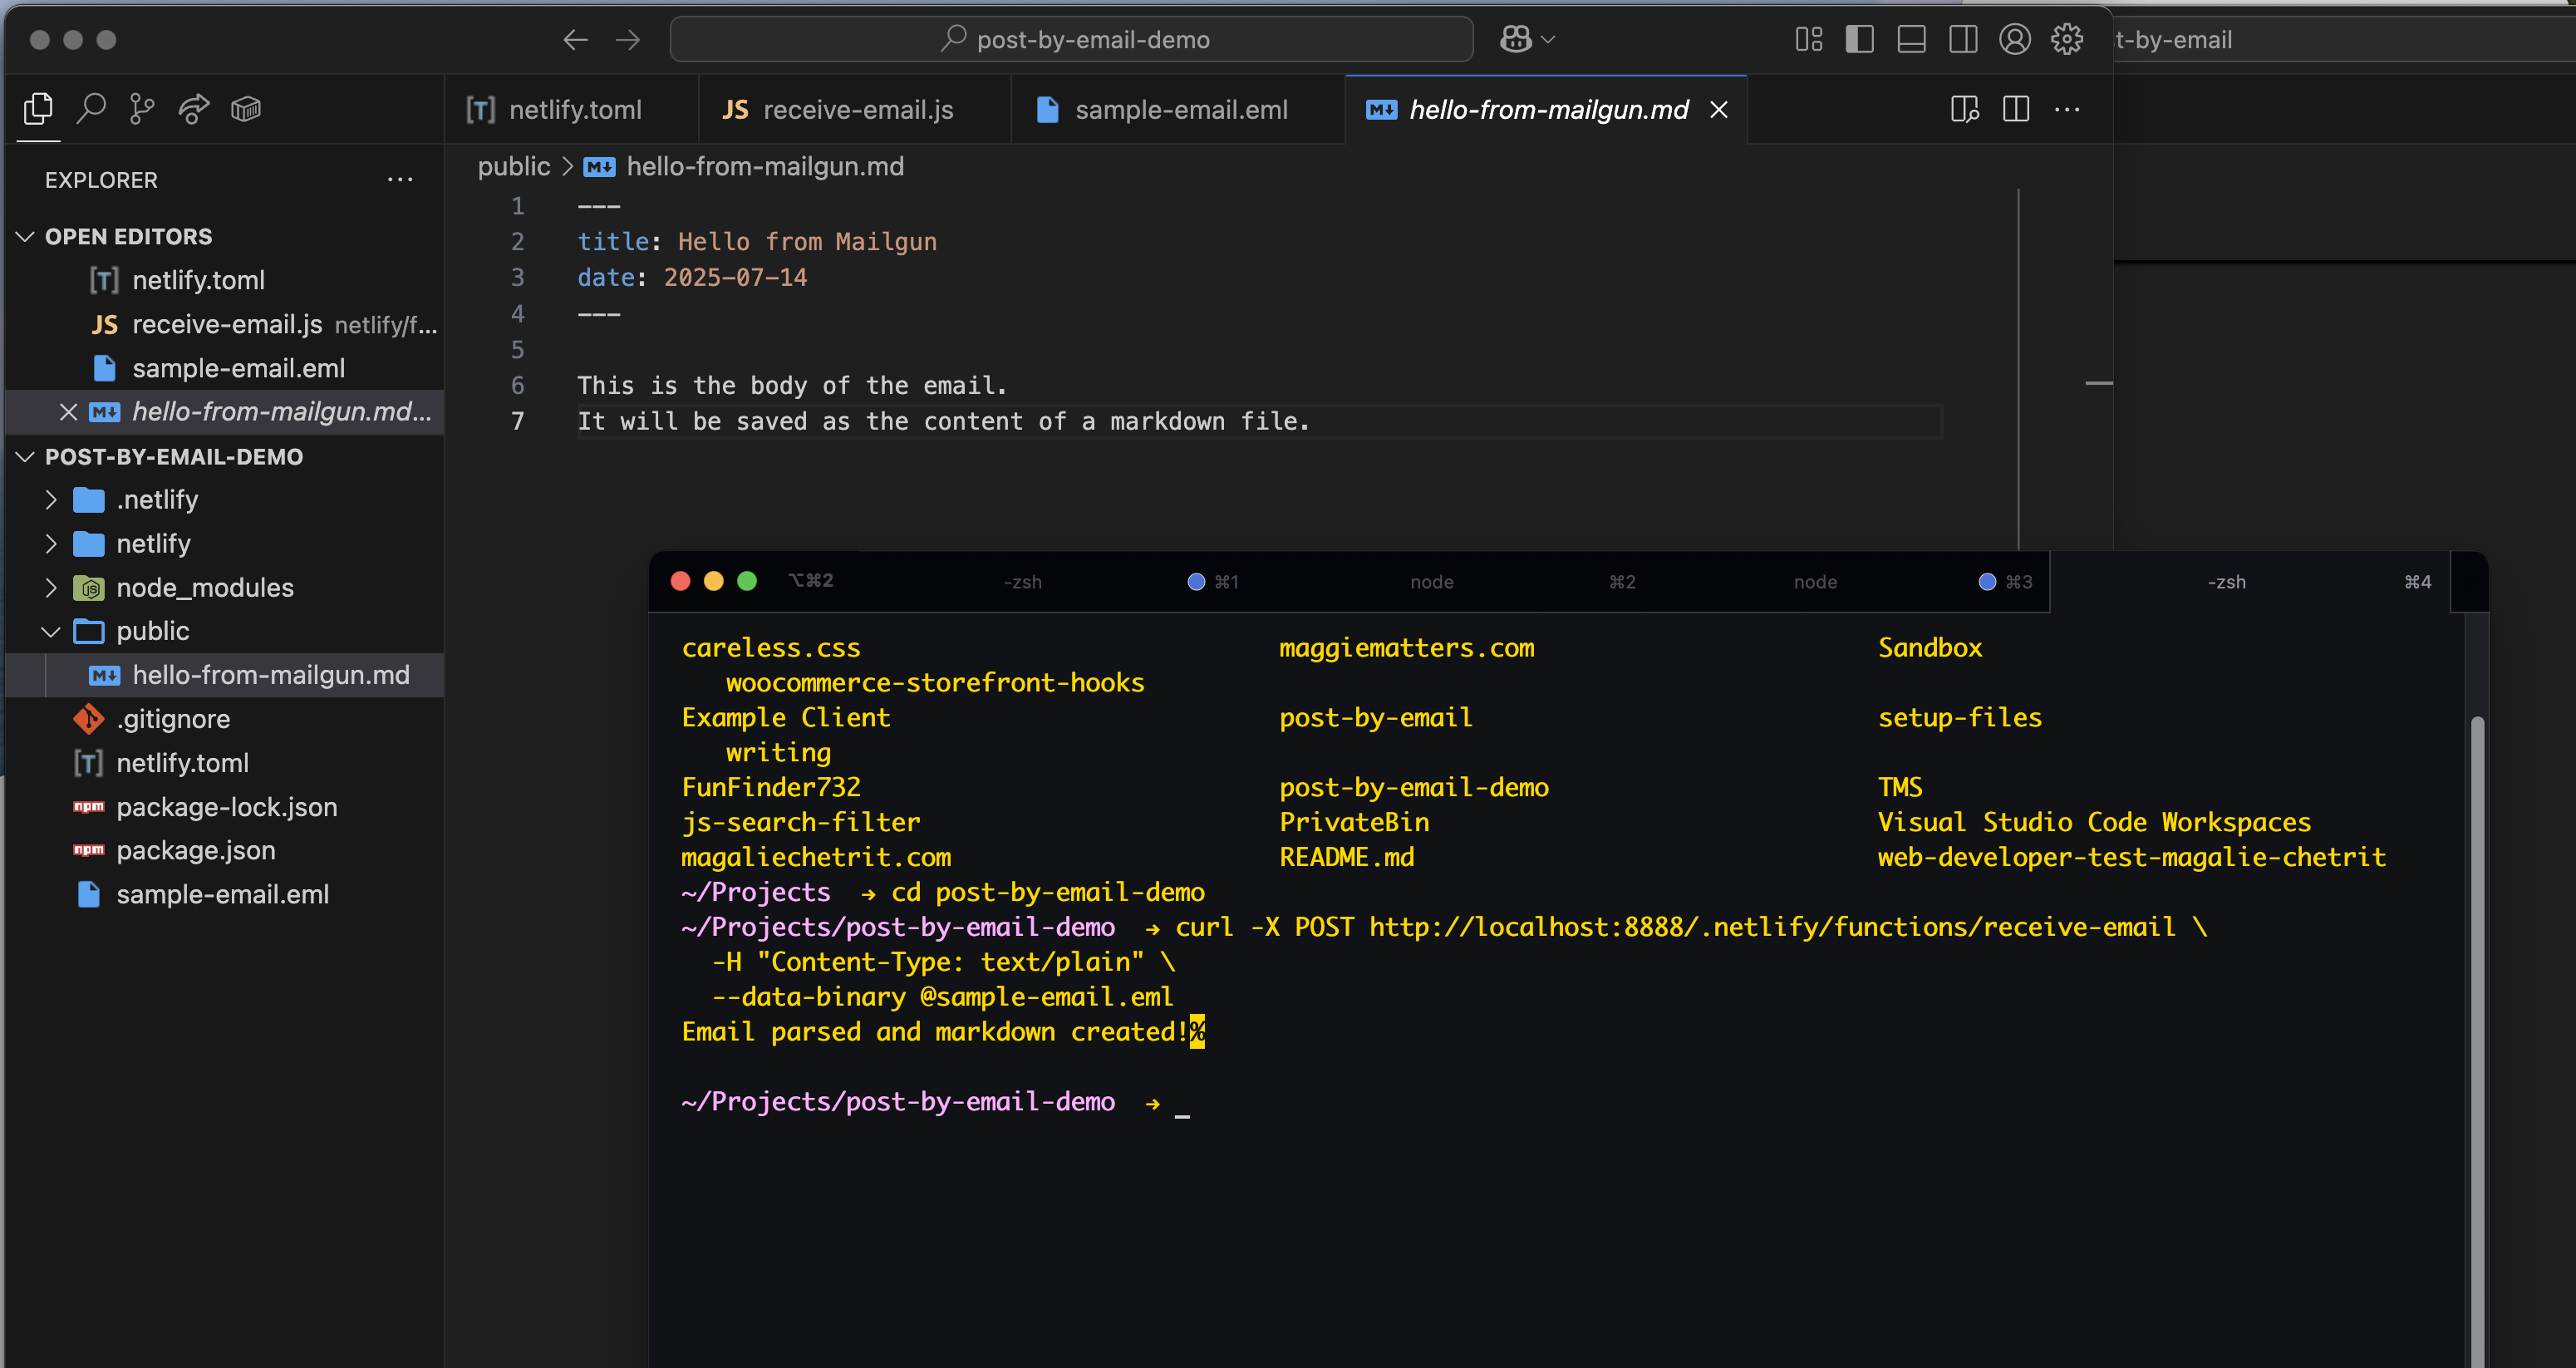 post-by-email-demo
t-by-email
[T] netlify.toml
JS receive-email.js
sample-email.eml
M↓ hello-from-mailgun.md
EXPLORER
OPEN EDITORS
[T] netlify.toml
JS receive-email.js netlify/f...
sample-email.eml
M↓ hello-from-mailgun.md...
POST-BY-EMAIL-DEMO
.netlify
netlify
JS node_modules
public
M↓ hello-from-mailgun.md
.gitignore
[T] netlify.toml
npm package-lock.json
npm package.json
sample-email.eml
public > M↓ hello-from-mailgun.md
1 ---
2 title: Hello from Mailgun
3 date: 2025-07-14
4 ---
5
6 This is the body of the email.
7 It will be saved as the content of a markdown file.
⌥⌘2 -zsh ⌘1 node ⌘2 node ⌘3 -zsh ⌘4
careless.css maggiematters.com Sandbox
woocommerce-storefront-hooks
Example Client post-by-email setup-files
writing
FunFinder732 post-by-email-demo TMS
js-search-filter PrivateBin Visual Studio Code Workspaces
magaliechetrit.com README.md web-developer-test-magalie-chetrit
~/Projects → cd post-by-email-demo
~/Projects/post-by-email-demo → curl -X POST http://localhost:8888/.netlify/functions/receive-email \
-H "Content-Type: text/plain" \
--data-binary @sample-email.eml
Email parsed and markdown created!%
~/Projects/post-by-email-demo → _